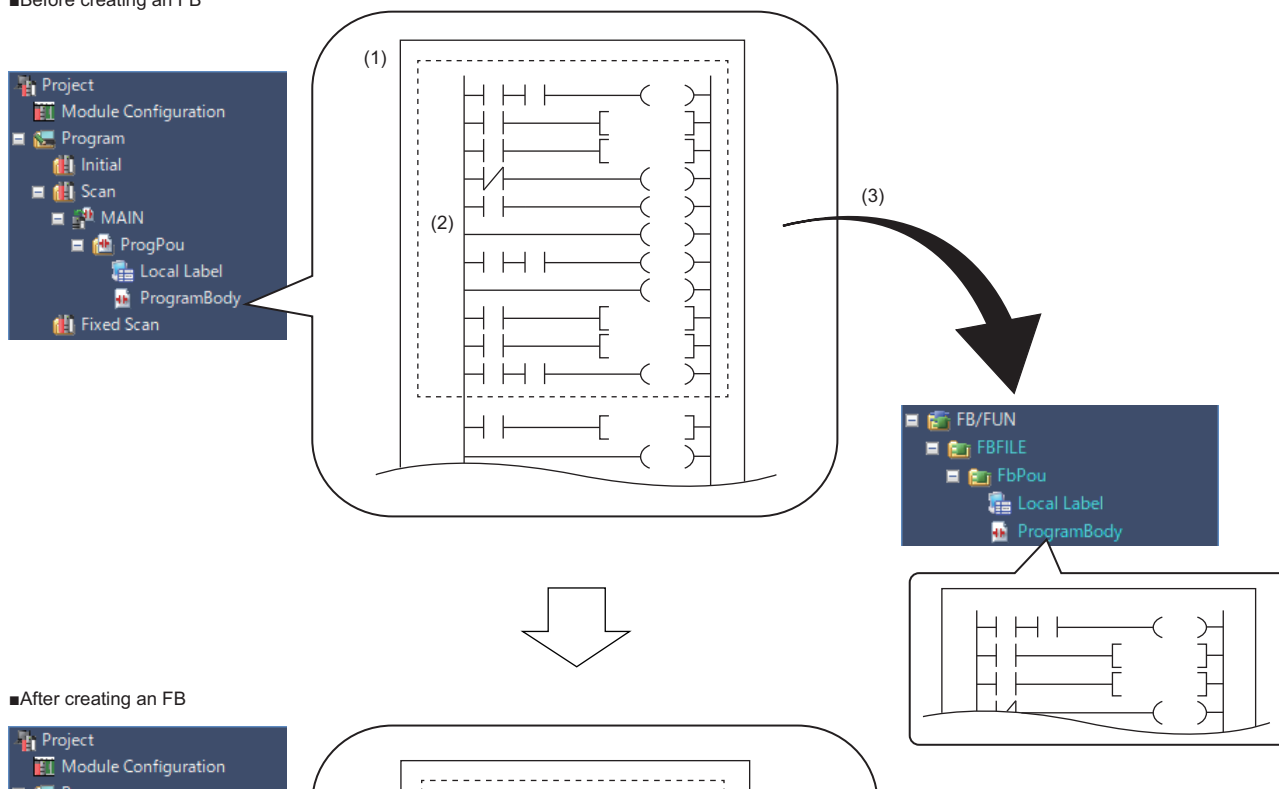 ■Before creating an FB
(1)
Project
Module Configuration
Program
Initial
Scan
MAIN
ProgPou
Local Label
ProgramBody
Fixed Scan
(2)
(3)
FB/FUN
FBFILE
FbPou
Local Label
ProgramBody
■After creating an FB
Project
Module Configuration